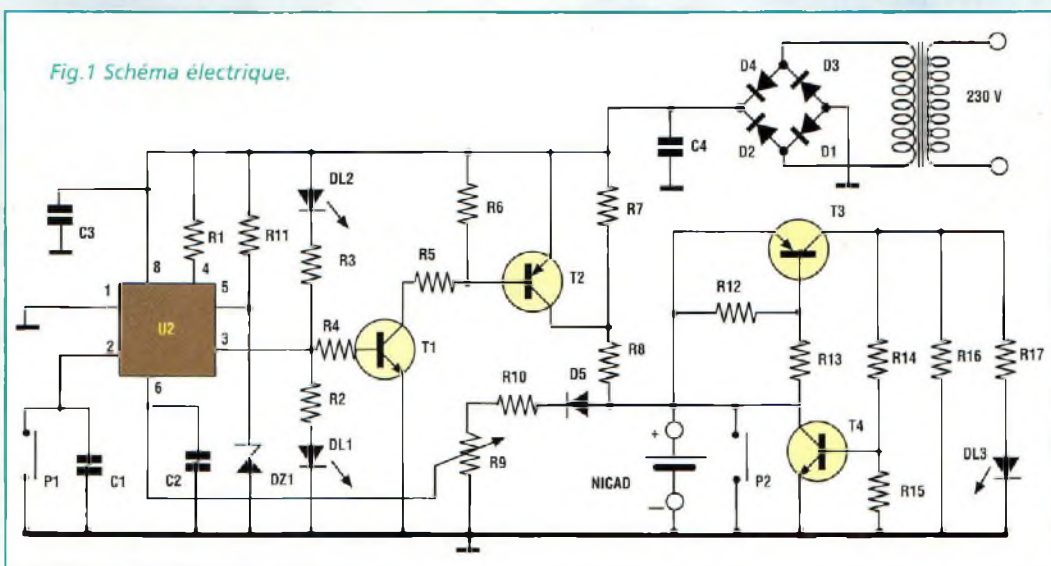 Fig.1 Schéma électrique.
D4
D3
230 V
D2
D1
C4
DL2
R6
R7
T3
C3
R1
R11
R3
R5
T2
R12
8
4
1
5
U2
R4
T1
R8
R13
R14
R16
R17
2
3
6
R2
R10
D5
T4
DL1
R9
+
DL3
P1
C1
C2
DZ1
NICAD
P2
R15
−